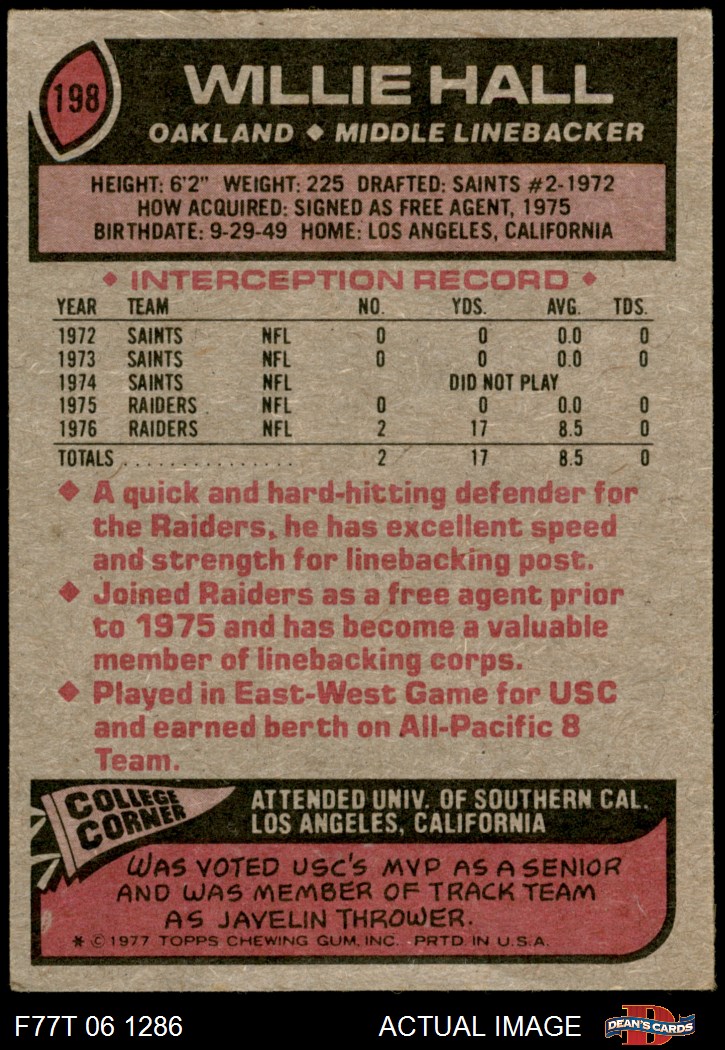 198
WILLIE HALL
OAKLAND ◆ MIDDLE LINEBACKER
HEIGHT: 6'2" WEIGHT: 225 DRAFTED: SAINTS #2-1972
HOW ACQUIRED: SIGNED AS FREE AGENT, 1975
BIRTHDATE: 9-29-49 HOME: LOS ANGELES, CALIFORNIA
◆ INTERCEPTION RECORD ◆
YEAR TEAM NO. YDS. AVG. TDS.
1972 SAINTS NFL 0 0 0.0 0
1973 SAINTS NFL 0 0 0.0 0
1974 SAINTS NFL DID NOT PLAY
1975 RAIDERS NFL 0 0 0.0 0
1976 RAIDERS NFL 2 17 8.5 0
TOTALS . . . . . . . . . . . . . . . 2 17 8.5 0
◆ A quick and hard-hitting defender for
the Raiders, he has excellent speed
and strength for linebacking post.
◆ Joined Raiders as a free agent prior
to 1975 and has become a valuable
member of linebacking corps.
◆ Played in East-West Game for USC
and earned berth on All-Pacific 8
Team.
COLLEGE
CORNER
ATTENDED UNIV. OF SOUTHERN CAL.
LOS ANGELES, CALIFORNIA
WAS VOTED USC'S MVP AS A SENIOR
AND WAS MEMBER OF TRACK TEAM
AS JAVELIN THROWER.
* © 1977 TOPPS CHEWING GUM, INC. PRTD IN U.S.A.
F77T 06 1286 ACTUAL IMAGE
D
DEAN'S CARDS